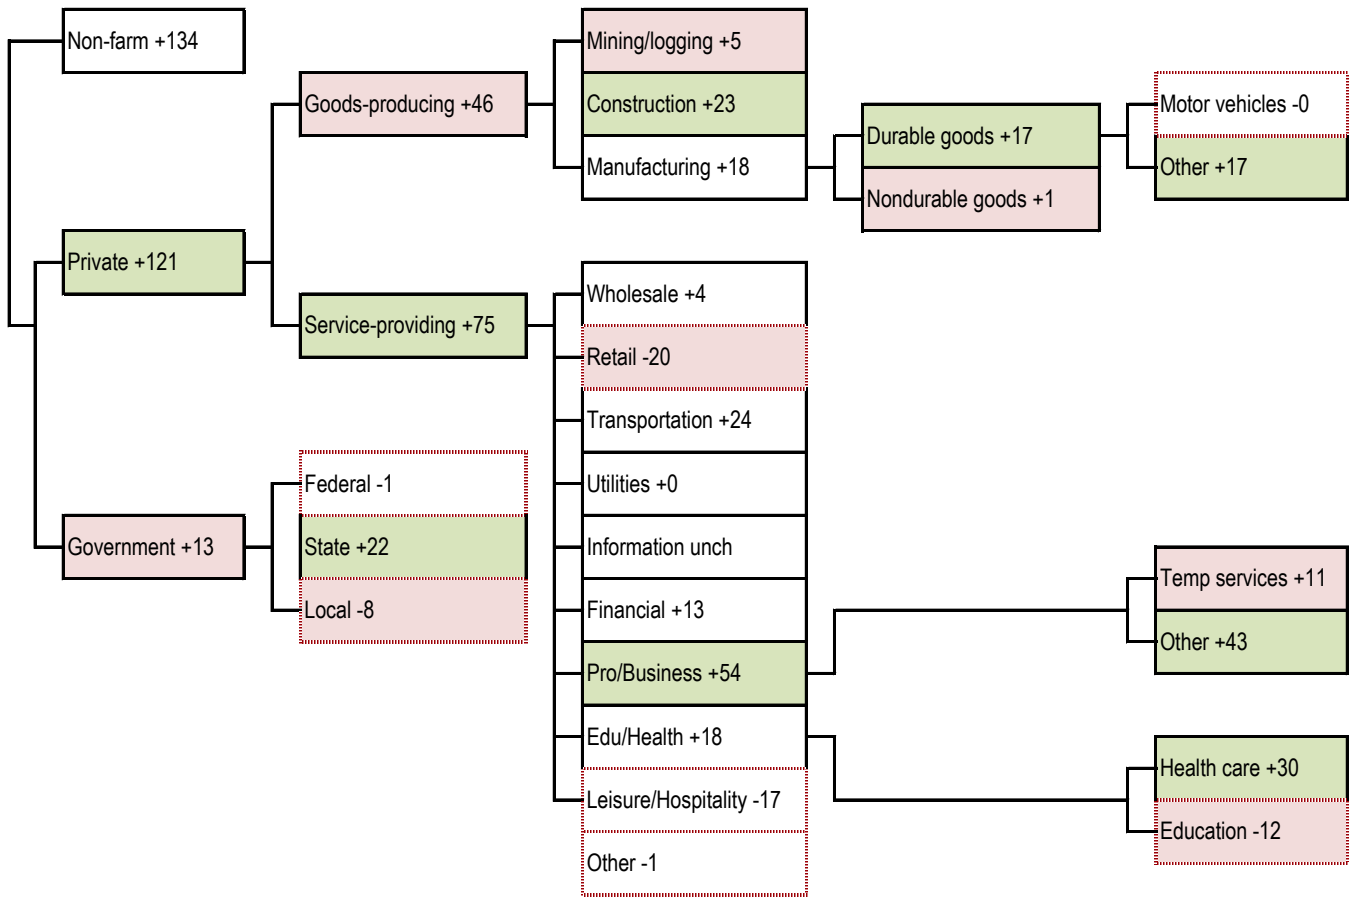 Non-farm +134
Private +121
Government +13
Goods-producing +46
Service-providing +75
Federal -1
State +22
Local -8
Mining/logging +5
Construction +23
Manufacturing +18
Wholesale +4
Retail -20
Transportation +24
Utilities +0
Information unch
Financial +13
Pro/Business +54
Edu/Health +18
Leisure/Hospitality -17
Other -1
Durable goods +17
Nondurable goods +1
Motor vehicles -0
Other +17
Temp services +11
Other +43
Health care +30
Education -12